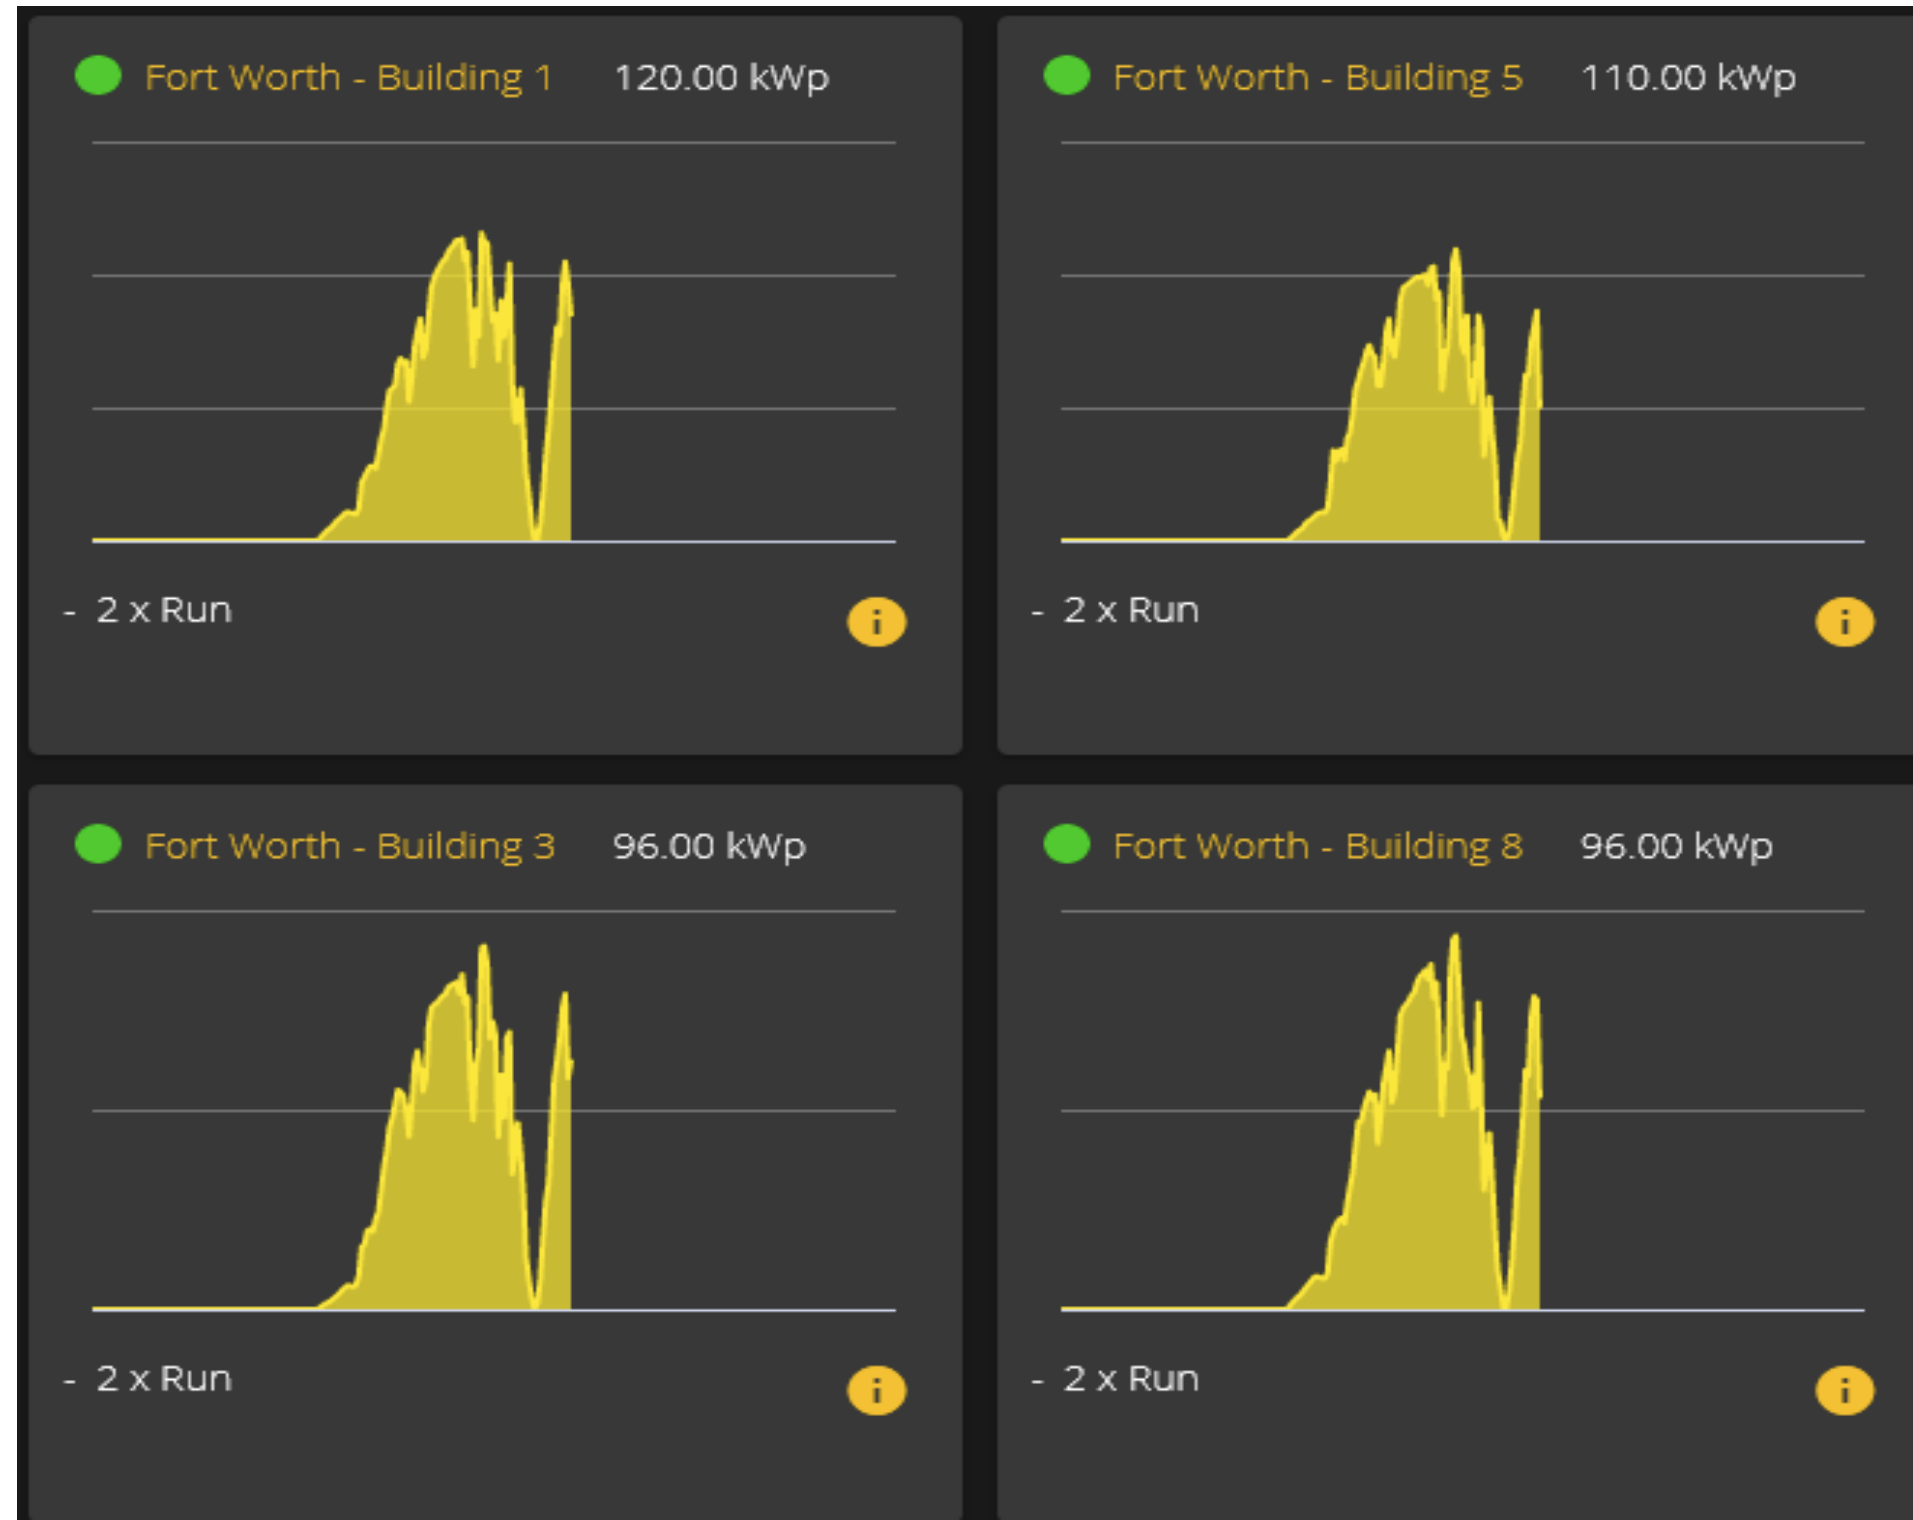 Fort Worth - Building 1 120.00 kWp
- 2 x Run
i
Fort Worth - Building 5 110.00 kWp
- 2 x Run
i
Fort Worth - Building 3 96.00 kWp
- 2 x Run
i
Fort Worth - Building 8 96.00 kWp
- 2 x Run
i